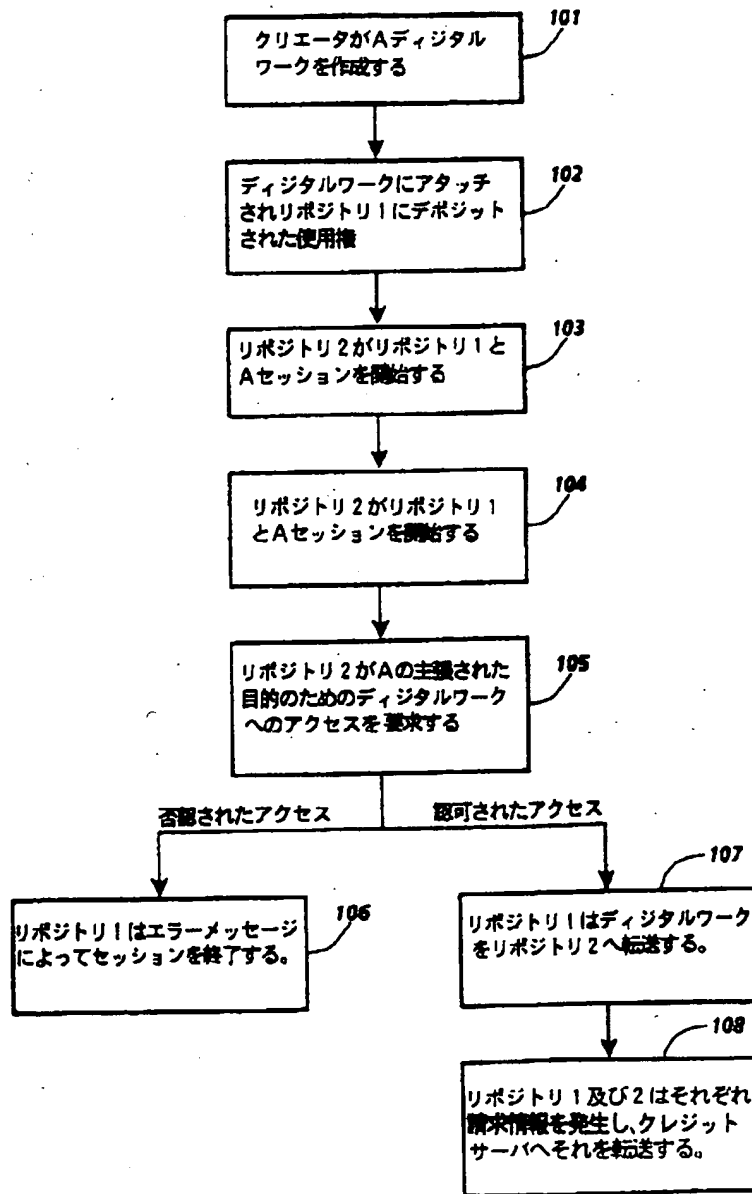 101
クリエータがAディジタル
ワークを作成する
102
ディジタルワークにアタッチ
されリポジトリ1にデポジット
された使用権
103
リポジトリ2がリポジトリ1と
Aセッションを開始する
104
リポジトリ2がリポジトリ1
とAセッションを開始する
105
リポジトリ2がAの主張された
目的のためのディジタルワーク
へのアクセスを要求する
否認されたアクセス
認可されたアクセス
106
リポジトリ1はエラーメッセージ
によってセッションを終了する。
107
リポジトリ1はディジタルワーク
をリポジトリ2へ転送する。
108
リポジトリ1及び2はそれぞれ
請求情報を発生し、クレジット
サーバへそれを転送する。